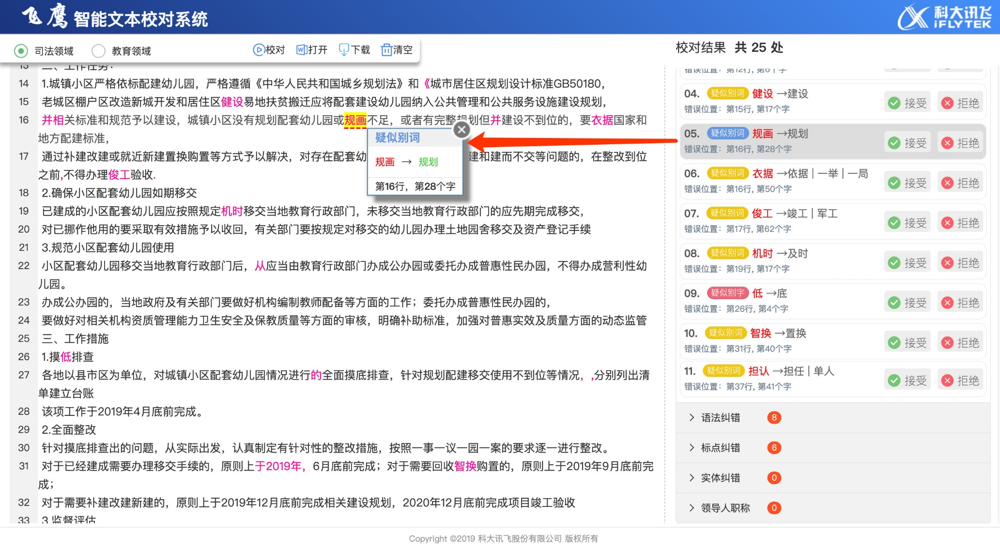 飞鹰 智能文本校对系统
科大讯飞
iFLYTEK
司法领域 教育领域 校对 打开 下载 清空
13 二、工作任务:
14 1.城镇小区严格依标配建幼儿园，严格遵循《中华人民共和国城乡规划法》和《城市居住区规划设计标准GB50180，
15 老城区棚户区改造新城开发和居住区健设易地扶贫搬迁应将配套建设幼儿园纳入公共管理和公共服务设施建设规划，
16 并相关标准和规范予以建设，城镇小区没有规划配套幼儿园或规画不足，或者有完整规划但并建设不到位的，要衣据国家和
地方配建标准，
17 通过补建改建或就近新建置换购置等方式予以解决，对存在配套幼 建和建而不交等问题的，在整改到位
之前,不得办理俊工验收.
18 2.确保小区配套幼儿园如期移交
19 已建成的小区配套幼儿园应按照规定机时移交当地教育行政部门，未移交当地教育行政部门的应先期完成移交，
20 对已挪作他用的要采取有效措施予以收回，有关部门要按规定对移交的幼儿园办理土地园舍移交及资产登记手续
21 3.规范小区配套幼儿园使用
22 小区配套幼儿园移交当地教育行政部门后，从应当由教育行政部门办成公办园或委托办成普惠性民办园，不得办成营利性幼
儿园。
23 办成公办园的，当地政府及有关部门要做好机构编制教师配备等方面的工作；委托办成普惠性民办园的，
24 要做好对相关机构资质管理能力卫生安全及保教质量等方面的审核，明确补助标准，加强对普惠实效及质量方面的动态监管
25 三、工作措施
26 1.摸低排查
27 各地以县市区为单位，对城镇小区配套幼儿园情况进行的全面摸底排查，针对规划配建移交使用不到位等情况，,分别列出清
单建立台账
28 该项工作于2019年4月底前完成。
29 2.全面整改
30 针对摸底排查出的问题，从实际出发，认真制定有针对性的整改措施，按照一事一议一园一案的要求逐一进行整改。
31 对于已经建成需要办理移交手续的，原则上于2019年，6月底前完成；对于需要回收智换购置的，原则上于2019年9月底前完
成；
32 对于需要补建改建新建的，原则上于2019年12月底前完成相关建设规划，2020年12月底前完成项目竣工验收
33 3.监督评估
疑似别词
规画 → 规划
第16行，第28个字
校对结果 共 25 处
错误位置：第12行, 第6个字
04. 疑似别词 健设 →建设
错误位置：第15行, 第17个字
接受 拒绝
05. 疑似别词 规画 →规划
错误位置：第16行, 第28个字
接受 拒绝
06. 疑似别词 衣据 →依据 | 一举 | 一局
错误位置：第16行, 第50个字
接受 拒绝
07. 疑似别词 俊工 →竣工 | 军工
错误位置：第17行, 第62个字
接受 拒绝
08. 疑似别词 机时 →及时
错误位置：第19行, 第17个字
接受 拒绝
09. 疑似别字 低 →底
错误位置：第26行, 第4个字
接受 拒绝
10. 疑似别词 智换 →置换
错误位置：第31行, 第40个字
接受 拒绝
11. 疑似别词 担认 →担任 | 单人
错误位置：第37行, 第41个字
接受 拒绝
语法纠错 8
标点纠错 6
实体纠错 0
领导人职称 0
Copyright ©2019 科大讯飞股份有限公司 版权所有